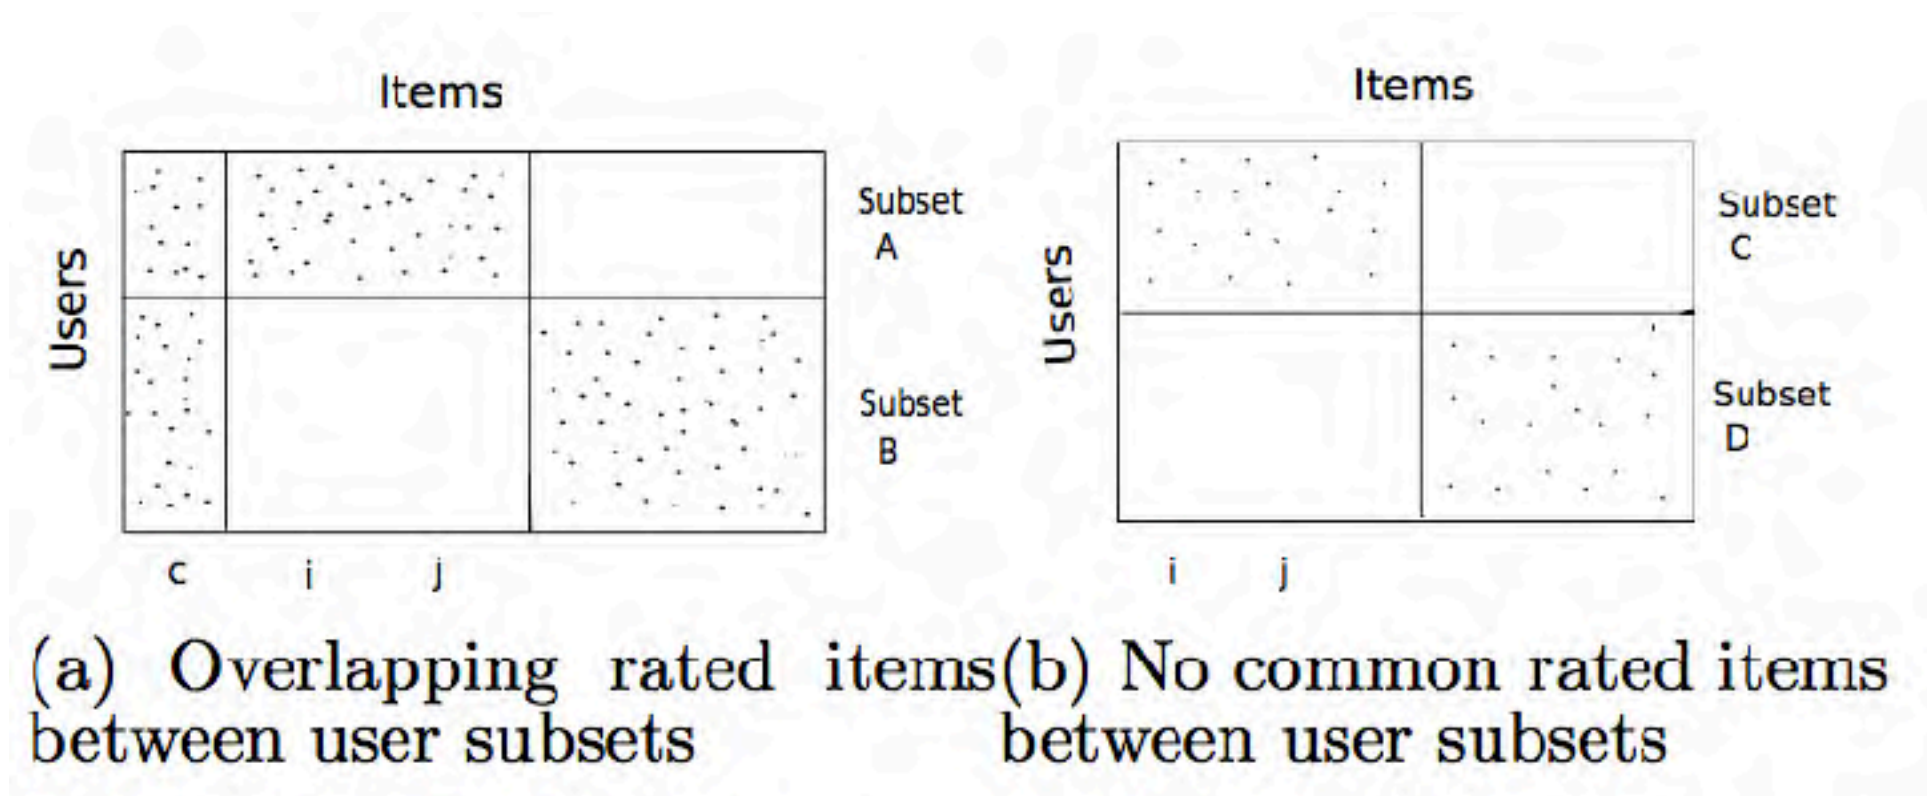 Items
Users
Subset
A
Subset
B
c i j
(a) Overlapping rated items
between user subsets
Items
Users
Subset
C
Subset
D
i j
(b) No common rated items
between user subsets